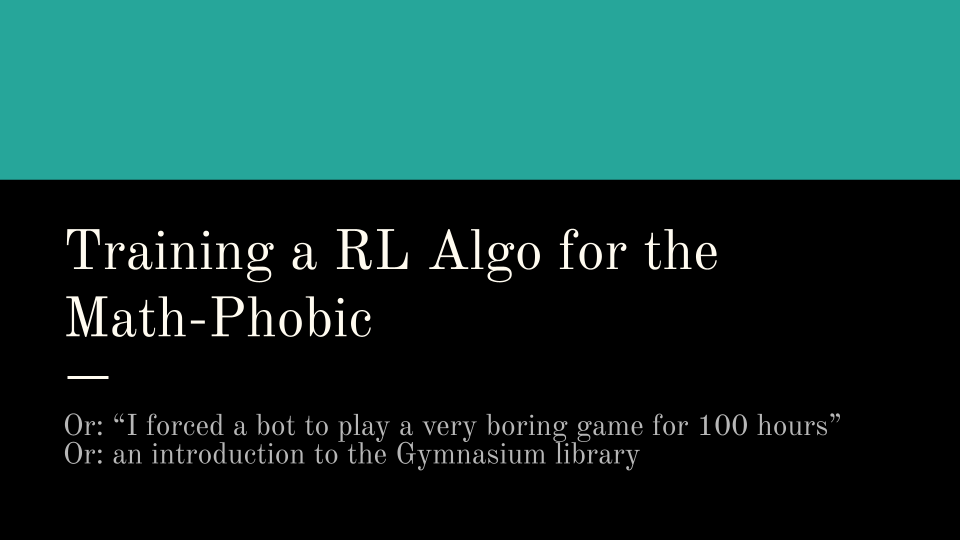 Training a RL Algo for the
Math-Phobic
Or: “I forced a bot to play a very boring game for 100 hours”
Or: an introduction to the Gymnasium library